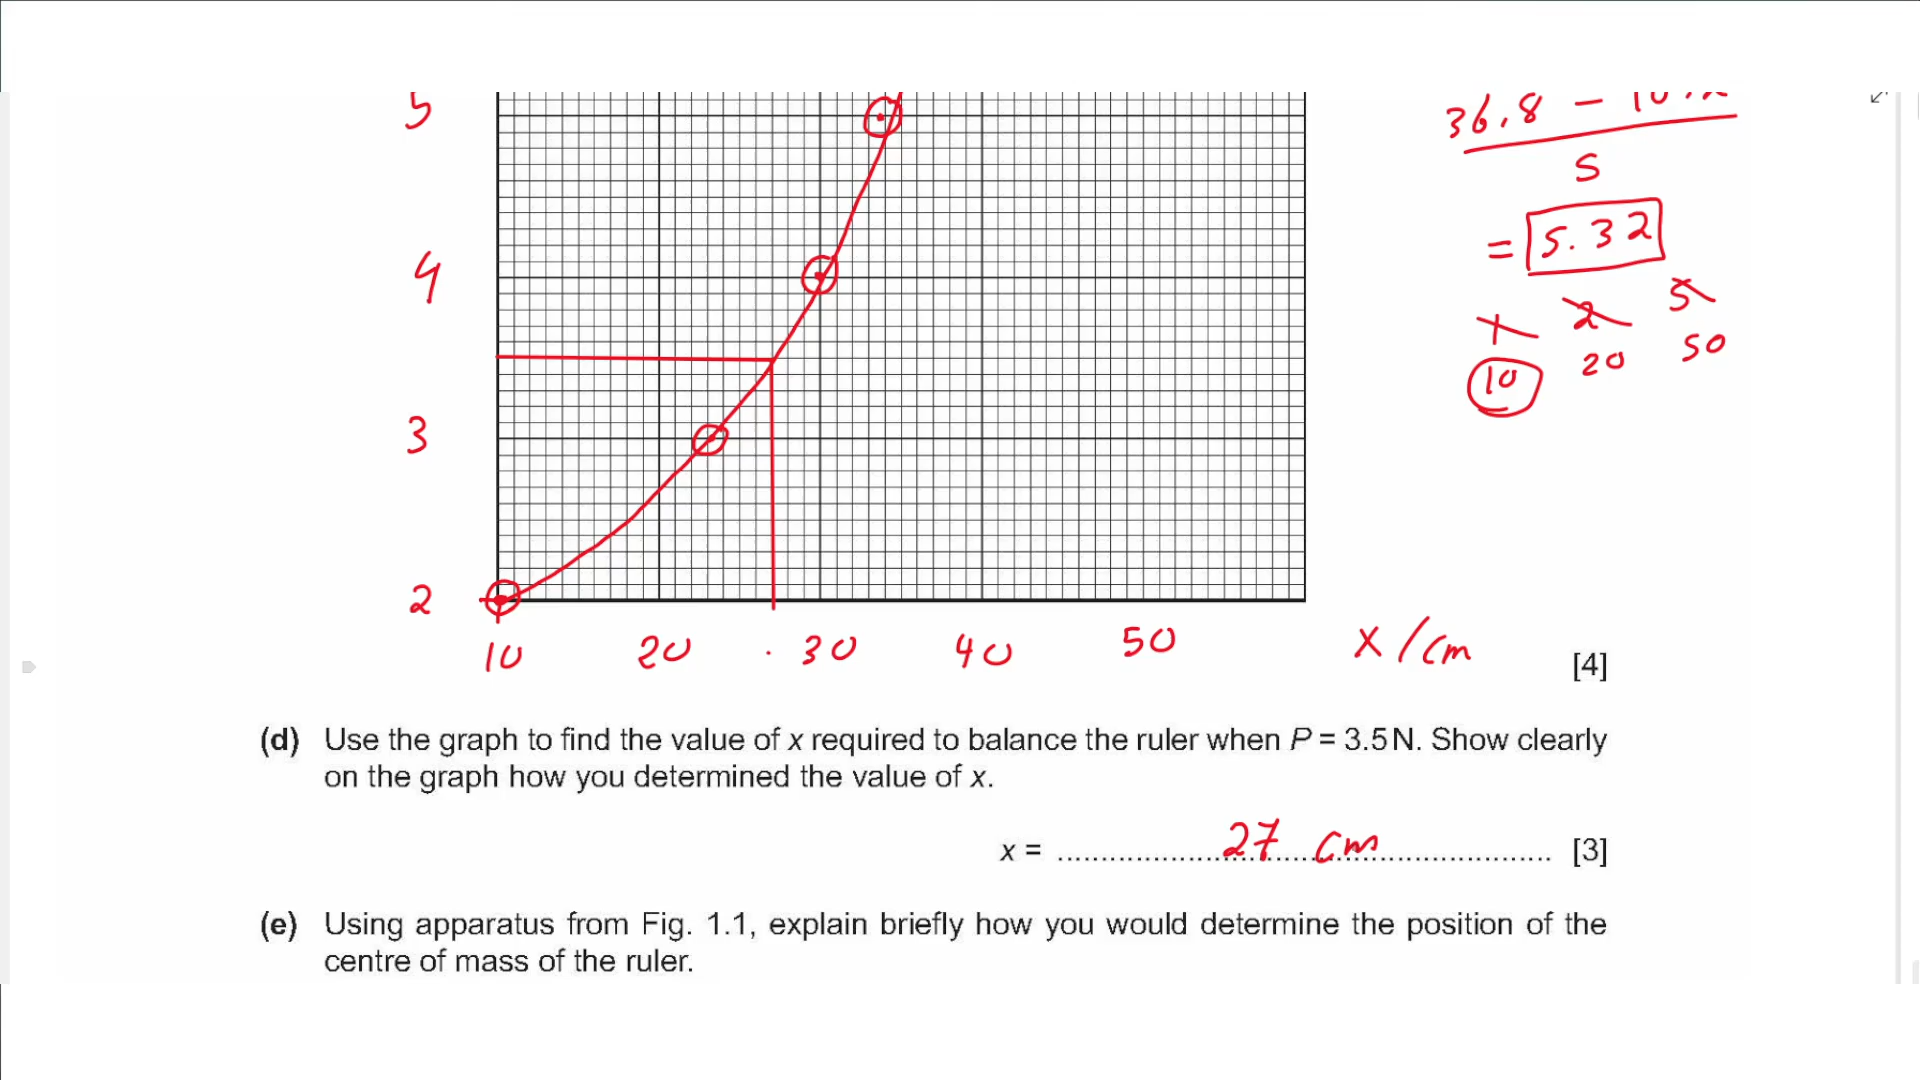 5
36.8 –
5
= 5.32
4
1 2 5
10 20 50
3
2
10 20 30 40 50 x/cm
[4]
(d) Use the graph to find the value of x required to balance the ruler when P = 3.5 N. Show clearly
on the graph how you determined the value of x.
x = 27 cm [3]
(e) Using apparatus from Fig. 1.1, explain briefly how you would determine the position of the
centre of mass of the ruler.